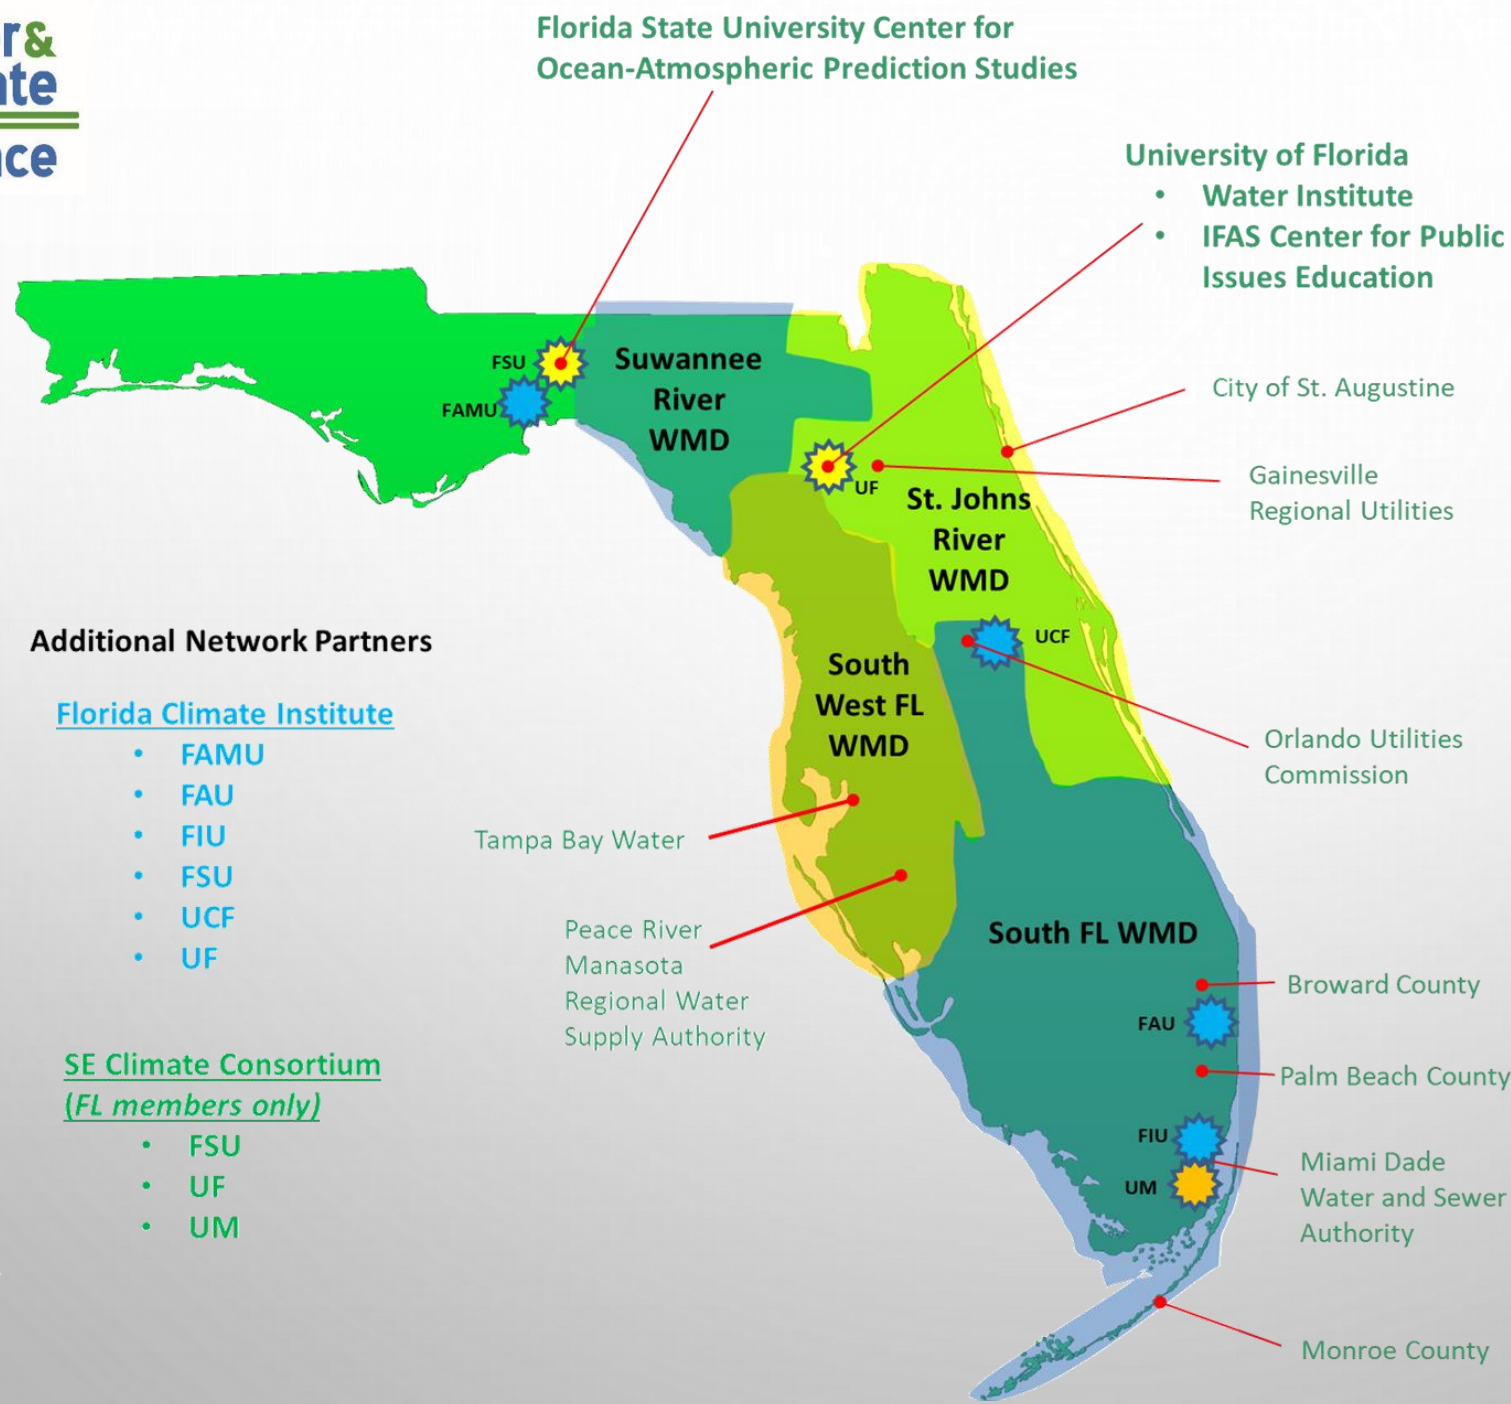 r&
te
ce
Florida State University Center for
Ocean-Atmospheric Prediction Studies
University of Florida
• Water Institute
• IFAS Center for Public
Issues Education
FSU
FAMU
Suwannee
River
WMD
City of St. Augustine
UF
Gainesville
Regional Utilities
St. Johns
River
WMD
UCF
Additional Network Partners
Florida Climate Institute
• FAMU
• FAU
• FIU
• FSU
• UCF
• UF
South
West FL
WMD
Orlando Utilities
Commission
Tampa Bay Water
Peace River
Manasota
Regional Water
Supply Authority
South FL WMD
Broward County
FAU
Palm Beach County
SE Climate Consortium
(FL members only)
• FSU
• UF
• UM
FIU
UM
Miami Dade
Water and Sewer
Authority
Monroe County